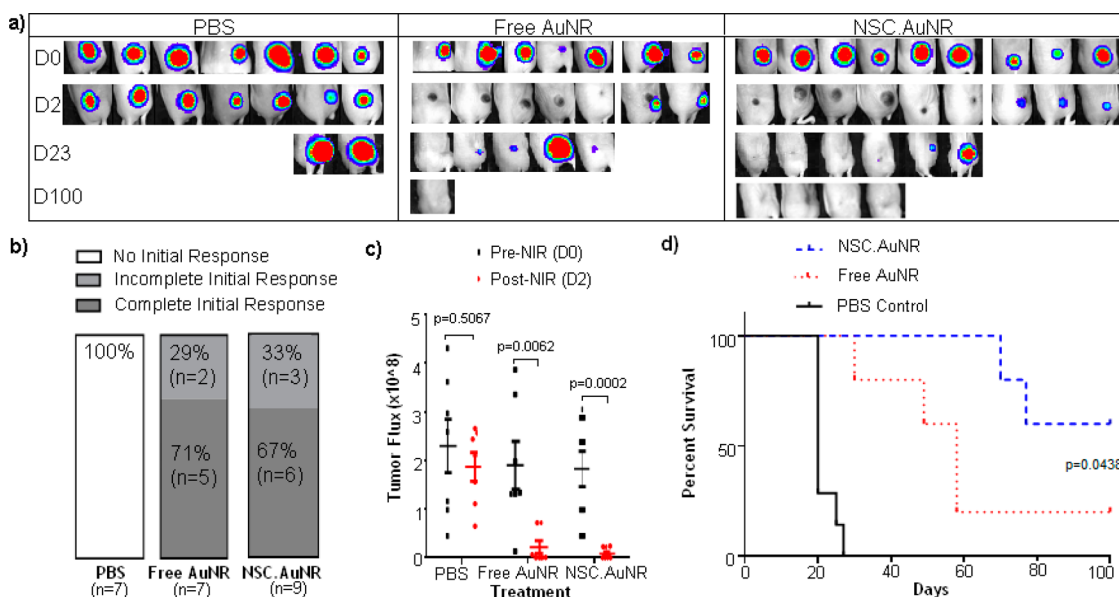 a)
PBS
Free AuNR
NSC.AuNR
D0
D2
D23
D100
b)
No Initial Response
Incomplete Initial Response
Complete Initial Response
100%
29%
(n=2)
33%
(n=3)
71%
(n=5)
67%
(n=6)
PBS
(n=7)
Free AuNR
(n=7)
NSC.AuNR
(n=9)
c)
Pre-NIR (D0)
Post-NIR (D2)
p=0.5067
p=0.0062
p=0.0002
Tumor Flux (x10^8)
5
4
3
2
1
0
PBS
Free AuNR
NSC.AuNR
Treatment
d)
NSC.AuNR
Free AuNR
PBS Control
Percent Survival
100
50
0
p=0.0438
0
20
40
60
80
100
Days